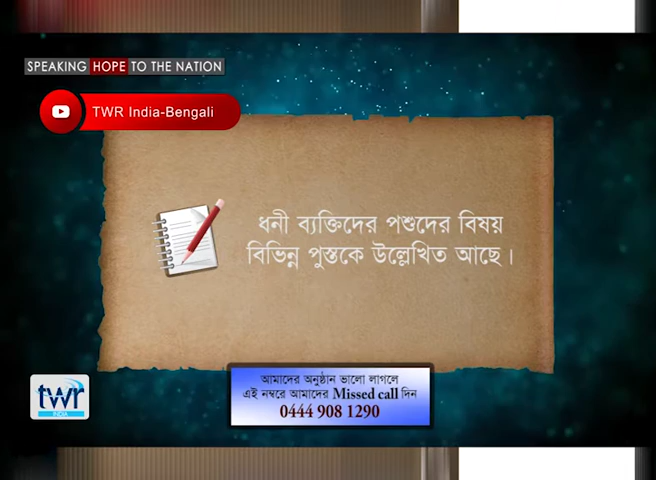 SPEAKING HOPE TO THE NATION
TWR India-Bengali
ধনী ব্যক্তিদের পশুদের বিষয়
বিভিন্ন পুস্তকে উল্লেখিত আছে।
twr
INDIA
আমাদের অনুষ্ঠান ভালো লাগলে
এই নম্বরে আমাদের Missed call দিন
0444 908 1290